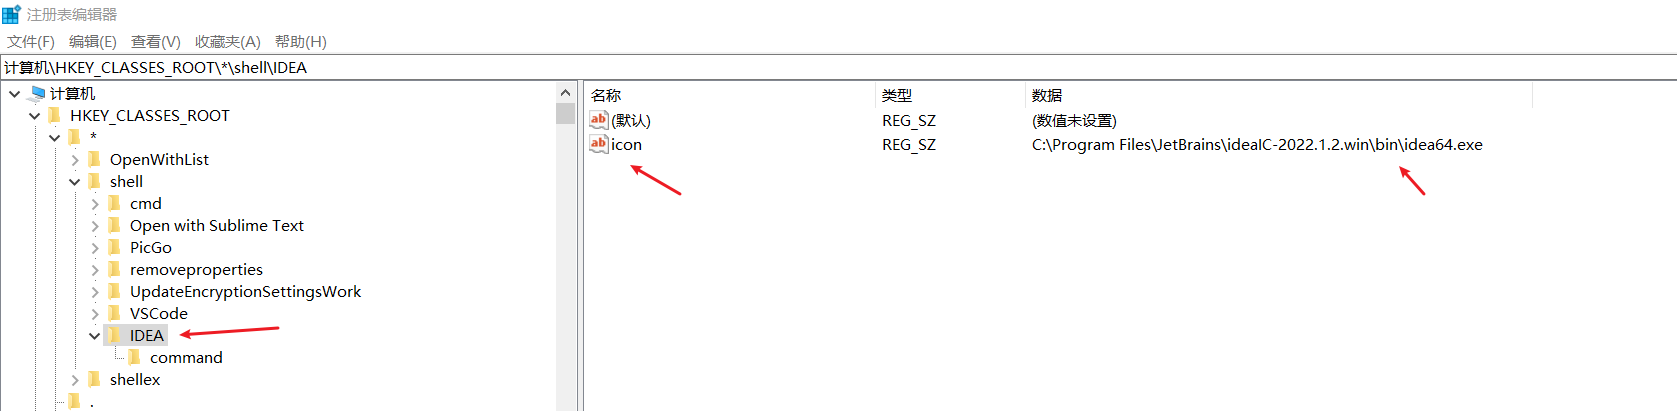 注册表编辑器
文件(F) 编辑(E) 查看(V) 收藏夹(A) 帮助(H)
计算机\HKEY_CLASSES_ROOT\*\shell\IDEA
计算机
HKEY_CLASSES_ROOT
*
OpenWithList
shell
cmd
Open with Sublime Text
PicGo
removeproperties
UpdateEncryptionSettingsWork
VSCode
IDEA
command
shellex
.
名称 类型 数据
(默认) REG_SZ (数值未设置)
icon REG_SZ C:\Program Files\JetBrains\ideaIC-2022.1.2.win\bin\idea64.exe